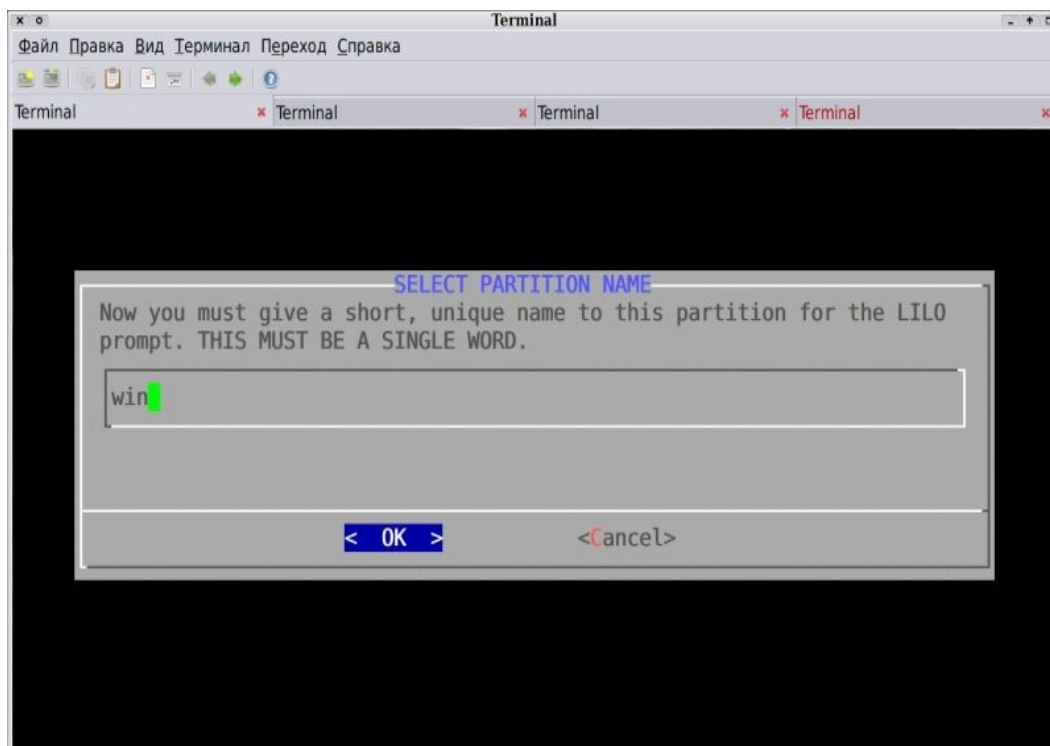 Terminal
Файл Правка Вид Терминал Переход Справка
Terminal Terminal Terminal Terminal
SELECT PARTITION NAME
Now you must give a short, unique name to this partition for the LILO
prompt. THIS MUST BE A SINGLE WORD.
win
< OK > <Cancel>